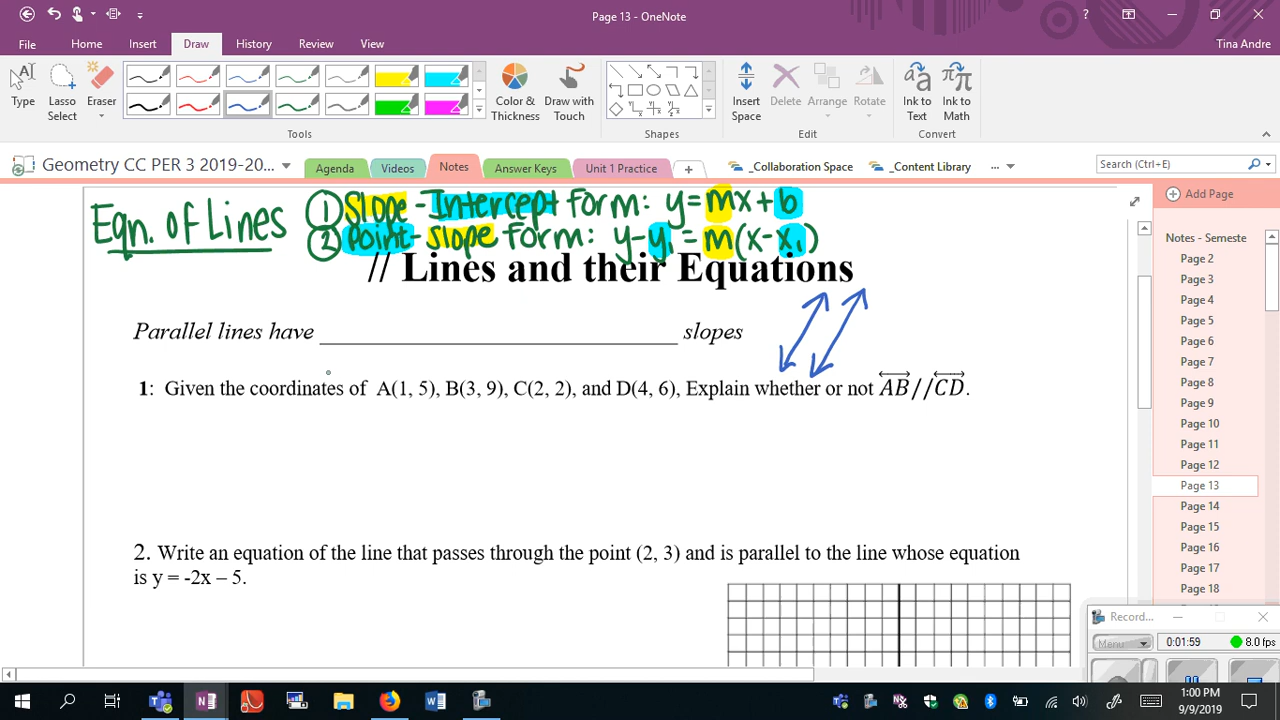 Page 13 - OneNote
?
File Home Insert Draw History Review View
Tina Andre
Type
Lasso Select
Eraser
Color & Thickness
Draw with Touch
Insert Space
Delete
Arrange
Rotate
Ink to Text
Ink to Math
Tools Shapes Edit Convert
Geometry CC PER 3 2019-20...
Agenda Videos Notes Answer Keys Unit 1 Practice + _Collaboration Space _Content Library ...
Search (Ctrl+E)
Add Page
Eqn. of Lines
① Slope-Intercept form: y=mx+b
② point-slope form: y-y₁=m(x-x₁)
// Lines and their Equations
Parallel lines have ______________________ slopes
1: Given the coordinates of A(1, 5), B(3, 9), C(2, 2), and D(4, 6), Explain whether or not AB//CD.
2. Write an equation of the line that passes through the point (2, 3) and is parallel to the line whose equation
is y = -2x – 5.
Notes - Semeste
Page 2
Page 3
Page 4
Page 5
Page 6
Page 7
Page 8
Page 9
Page 10
Page 11
Page 12
Page 13
Page 14
Page 15
Page 16
Page 17
Page 18
Record...
Menu 0:01:59 8.0 fps
1:00 PM
9/9/2019